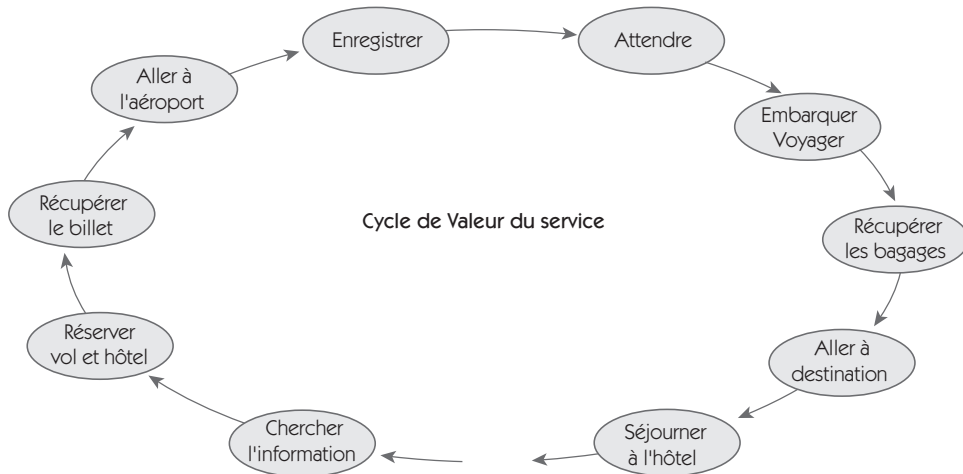 Enregistrer
Attendre
Aller à
l'aéroport
Embarquer
Voyager
Récupérer
le billet
Cycle de Valeur du service
Récupérer
les bagages
Réserver
vol et hôtel
Aller à
destination
Chercher
l'information
Séjourner
à l'hôtel